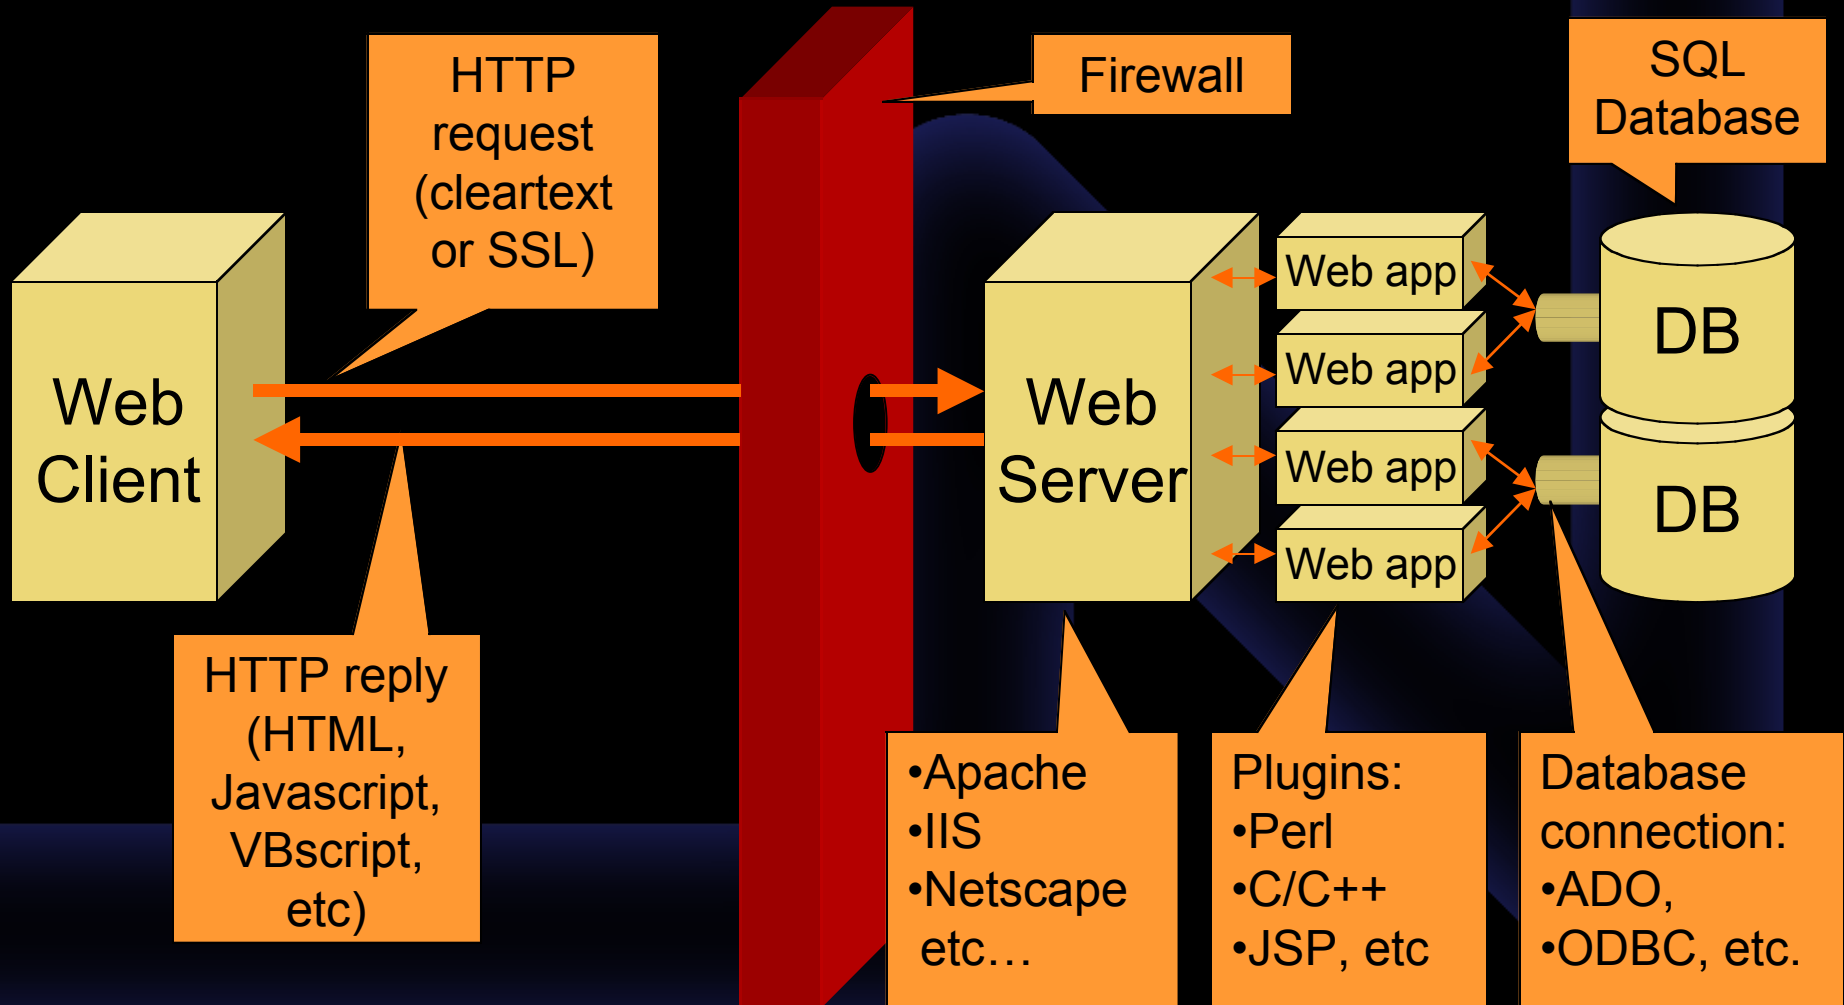 HTTP
request
(cleartext
or SSL)
Firewall
SQL
Database
Web
Client
Web
Server
Web app
Web app
Web app
Web app
DB
DB
HTTP reply
(HTML,
Javascript,
VBscript,
etc)
•Apache
•IIS
•Netscape
etc…
Plugins:
•Perl
•C/C++
•JSP, etc
Database
connection:
•ADO,
•ODBC, etc.